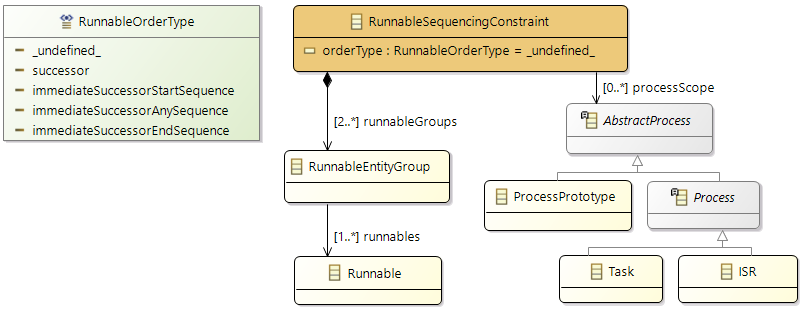 RunnableOrderType
_undefined_
successor
immediateSuccessorStartSequence
immediateSuccessorAnySequence
immediateSuccessorEndSequence
RunnableSequencingConstraint
orderType : RunnableOrderType = _undefined_
[0..*] processScope
[2..*] runnableGroups
AbstractProcess
RunnableEntityGroup
ProcessPrototype
Process
[1..*] runnables
Runnable
Task
ISR